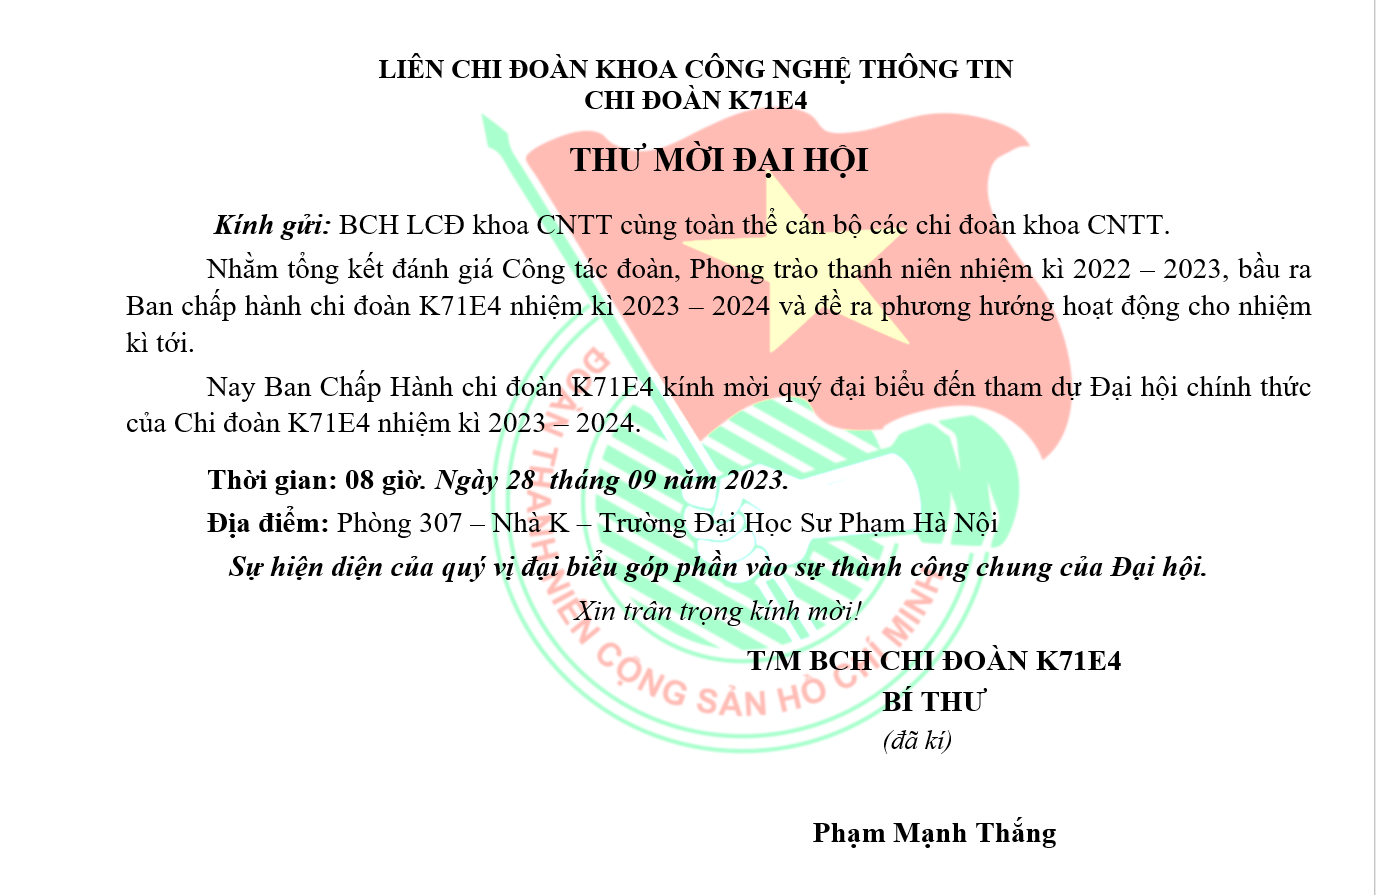 LIÊN CHI ĐOÀN KHOA CÔNG NGHỆ THÔNG TIN
CHI ĐOÀN K71E4
THƯ MỜI ĐẠI HỘI
Kính gửi: BCH LCĐ khoa CNTT cùng toàn thể cán bộ các chi đoàn khoa CNTT.
Nhằm tổng kết đánh giá Công tác đoàn, Phong trào thanh niên nhiệm kì 2022 – 2023, bầu ra
Ban chấp hành chi đoàn K71E4 nhiệm kì 2023 – 2024 và đề ra phương hướng hoạt động cho nhiệm
kì tới.
Nay Ban Chấp Hành chi đoàn K71E4 kính mời quý đại biểu đến tham dự Đại hội chính thức
của Chi đoàn K71E4 nhiệm kì 2023 – 2024.
Thời gian: 08 giờ. Ngày 28  tháng 09 năm 2023.
Địa điểm: Phòng 307 – Nhà K – Trường Đại Học Sư Phạm Hà Nội
Sự hiện diện của quý vị đại biểu góp phần vào sự thành công chung của Đại hội.
Xin trân trọng kính mời!
T/M BCH CHI ĐOÀN K71E4
BÍ THƯ
(đã kí)
Phạm Mạnh Thắng
ĐOÀN THANH NIÊN CỘNG SẢN HỒ CHÍ MINH